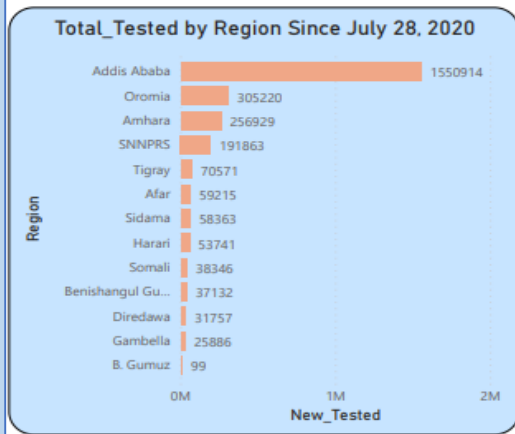 Total_Tested by Region Since July 28, 2020
Addis Ababa 1550914
Oromia 305220
Amhara 256929
SNNPRS 191863
Tigray 70571
Afar 59215
Sidama 58363
Harari 53741
Somali 38346
Benishangul Gu... 37132
Diredawa 31757
Gambella 25886
B. Gumuz 99
Region
0M 1M 2M
New_Tested